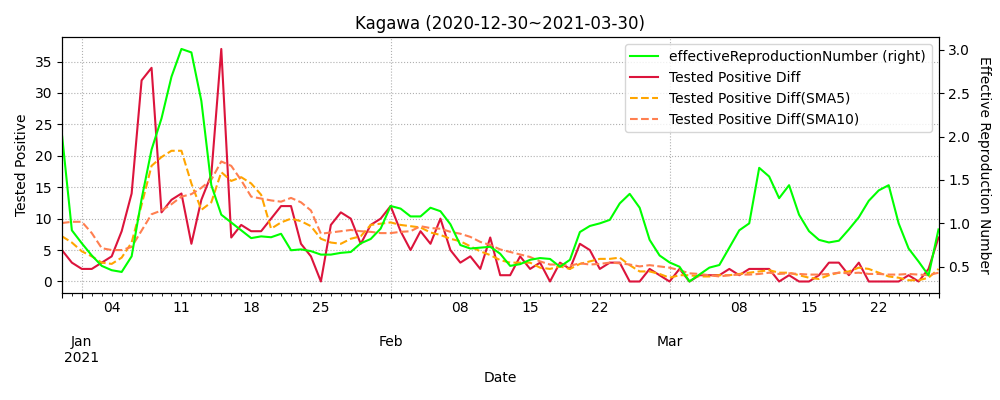 Kagawa (2020-12-30~2021-03-30)
effectiveReproductionNumber (right)
Tested Positive Diff
Tested Positive Diff(SMA5)
Tested Positive Diff(SMA10)
Tested Positive
35
30
25
20
15
10
5
0
3.0
2.5
2.0
1.5
1.0
0.5
Effective Reproduction Number
04 11 18 25 08 15 22 08 15 22
Jan Feb Mar
2021
Date